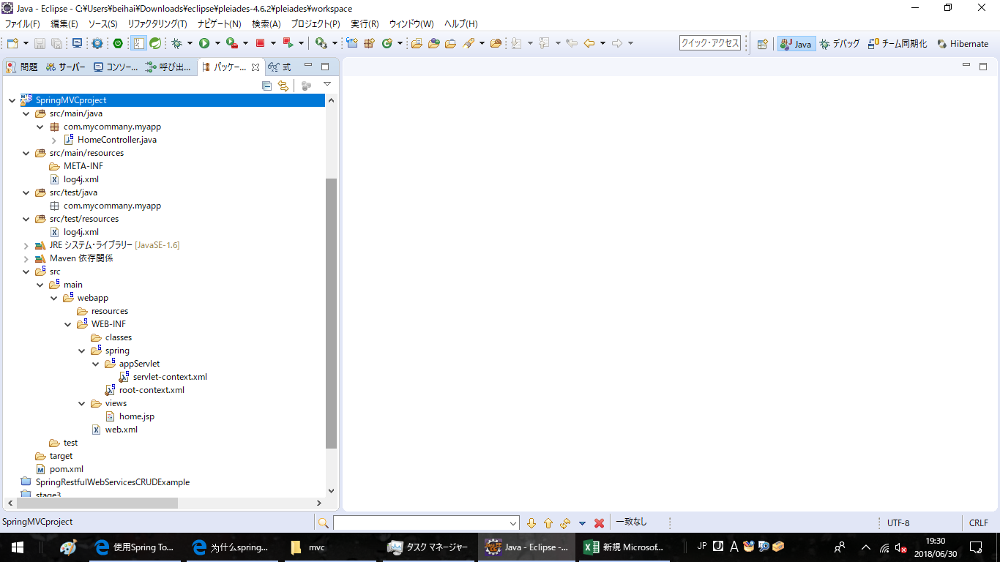 Java - Eclipse - C:¥Users¥beihai¥Downloads¥eclipse¥pleiades-4.6.2¥pleiades¥workspace
ファイル(F) 編集(E) ソース(S) リファクタリング(T) ナビゲート(N) 検索(A) プロジェクト(P) 実行(R) ウィンドウ(W) ヘルプ(H)
クイック・アクセス Java デバッグ チーム同期化 Hibernate
問題 サーバー コンソー... 呼び出... パッケー... 式
SpringMVCproject
src/main/java
com.mycommany.myapp
HomeController.java
src/main/resources
META-INF
log4j.xml
src/test/java
com.mycommany.myapp
src/test/resources
log4j.xml
JRE システム・ライブラリー [JavaSE-1.6]
Maven 依存関係
src
main
webapp
resources
WEB-INF
classes
spring
appServlet
servlet-context.xml
root-context.xml
views
home.jsp
web.xml
test
target
pom.xml
SpringRestfulWebServicesCRUDExample
stage3
SpringMVCproject 一致なし UTF-8 CRLF
使用Spring To... 为什么spring... mvc タスク マネージャー Java - Eclipse -... 新規 Microsof... JP A 19:30
2018/06/30